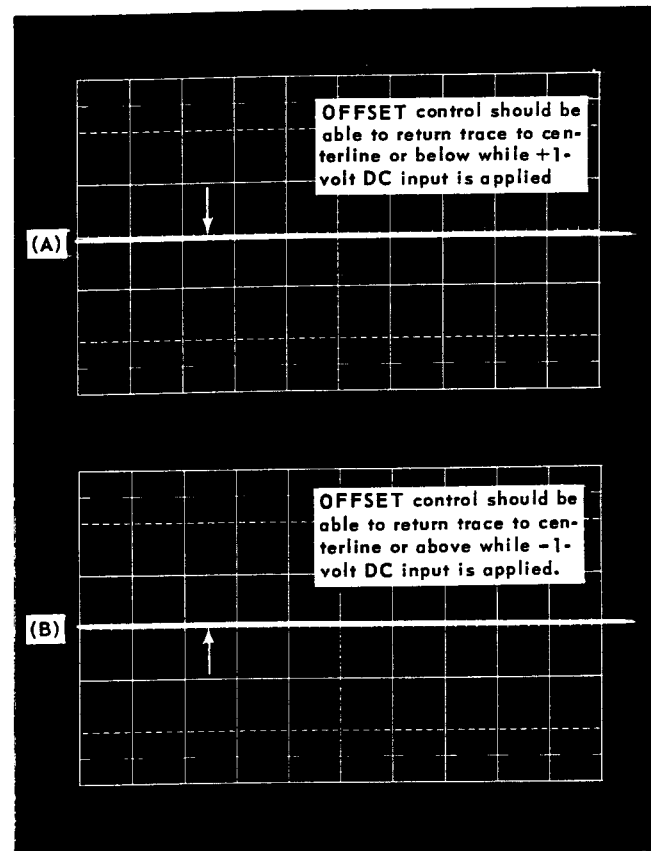 OFFSET control should be
able to return trace to cen-
terline or below while +1-
volt DC input is applied
(A)
OFFSET control should be
able to return trace to cen-
terline or above while -1-
volt DC input is applied.
(B)